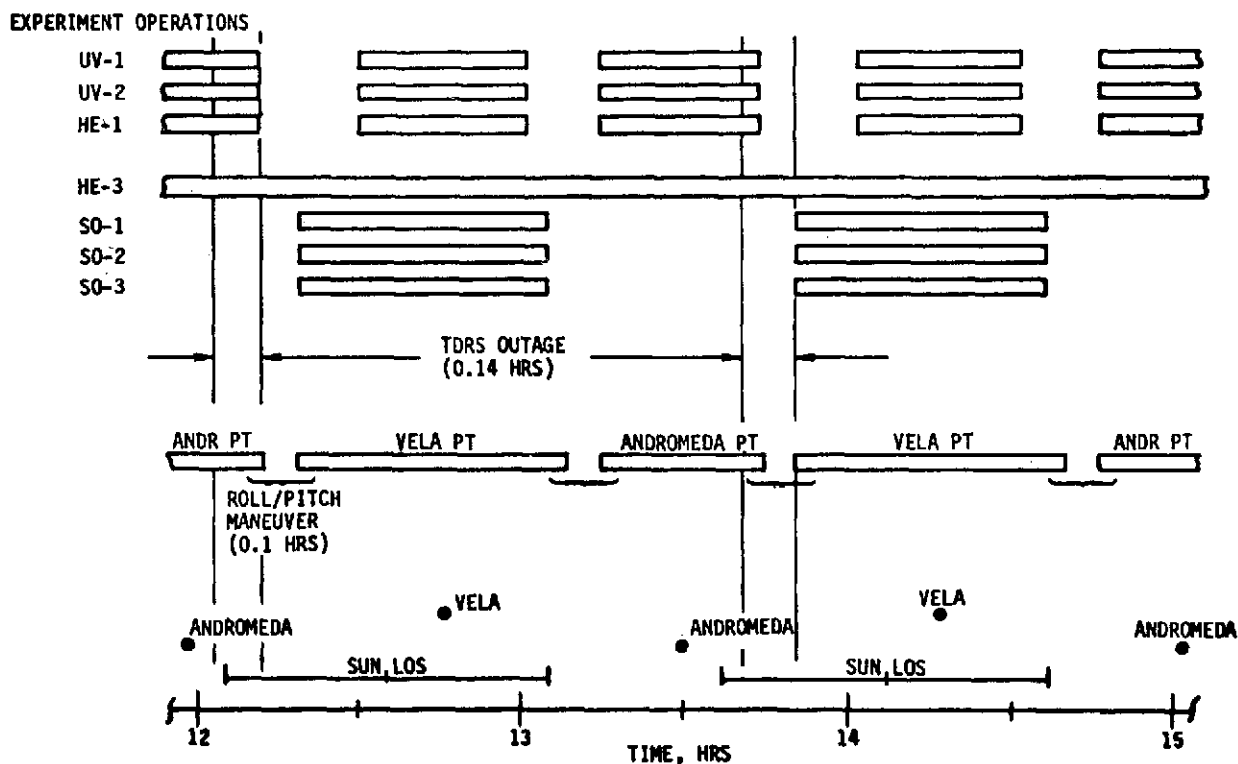 EXPERIMENT OPERATIONS
UV-1
UV-2
HE-1
HE-3
SO-1
SO-2
SO-3
TDRS OUTAGE
(0.14 HRS)
ANDR PT
VELA PT
ANDROMEDA PT
VELA PT
ANDR PT
ROLL/PITCH
MANEUVER
(0.1 HRS)
VELA
VELA
ANDROMEDA
ANDROMEDA
ANDROMEDA
SUN LOS
SUN LOS
12
13
14
15
TIME, HRS